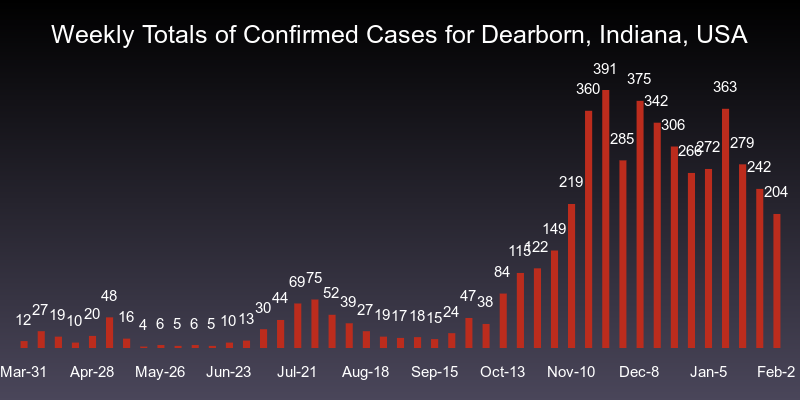 Weekly Totals of Confirmed Cases for Dearborn, Indiana, USA
12 27 19 10 20 48 16 4 6 5 6 5 10 13 30 44 69 75 52 39 27 19 17 18 15 24 47 38 84 115 122 149 219 360 391 285 375 342 306 266 272 363 279 242 204
Mar-31 Apr-28 May-26 Jun-23 Jul-21 Aug-18 Sep-15 Oct-13 Nov-10 Dec-8 Jan-5 Feb-2